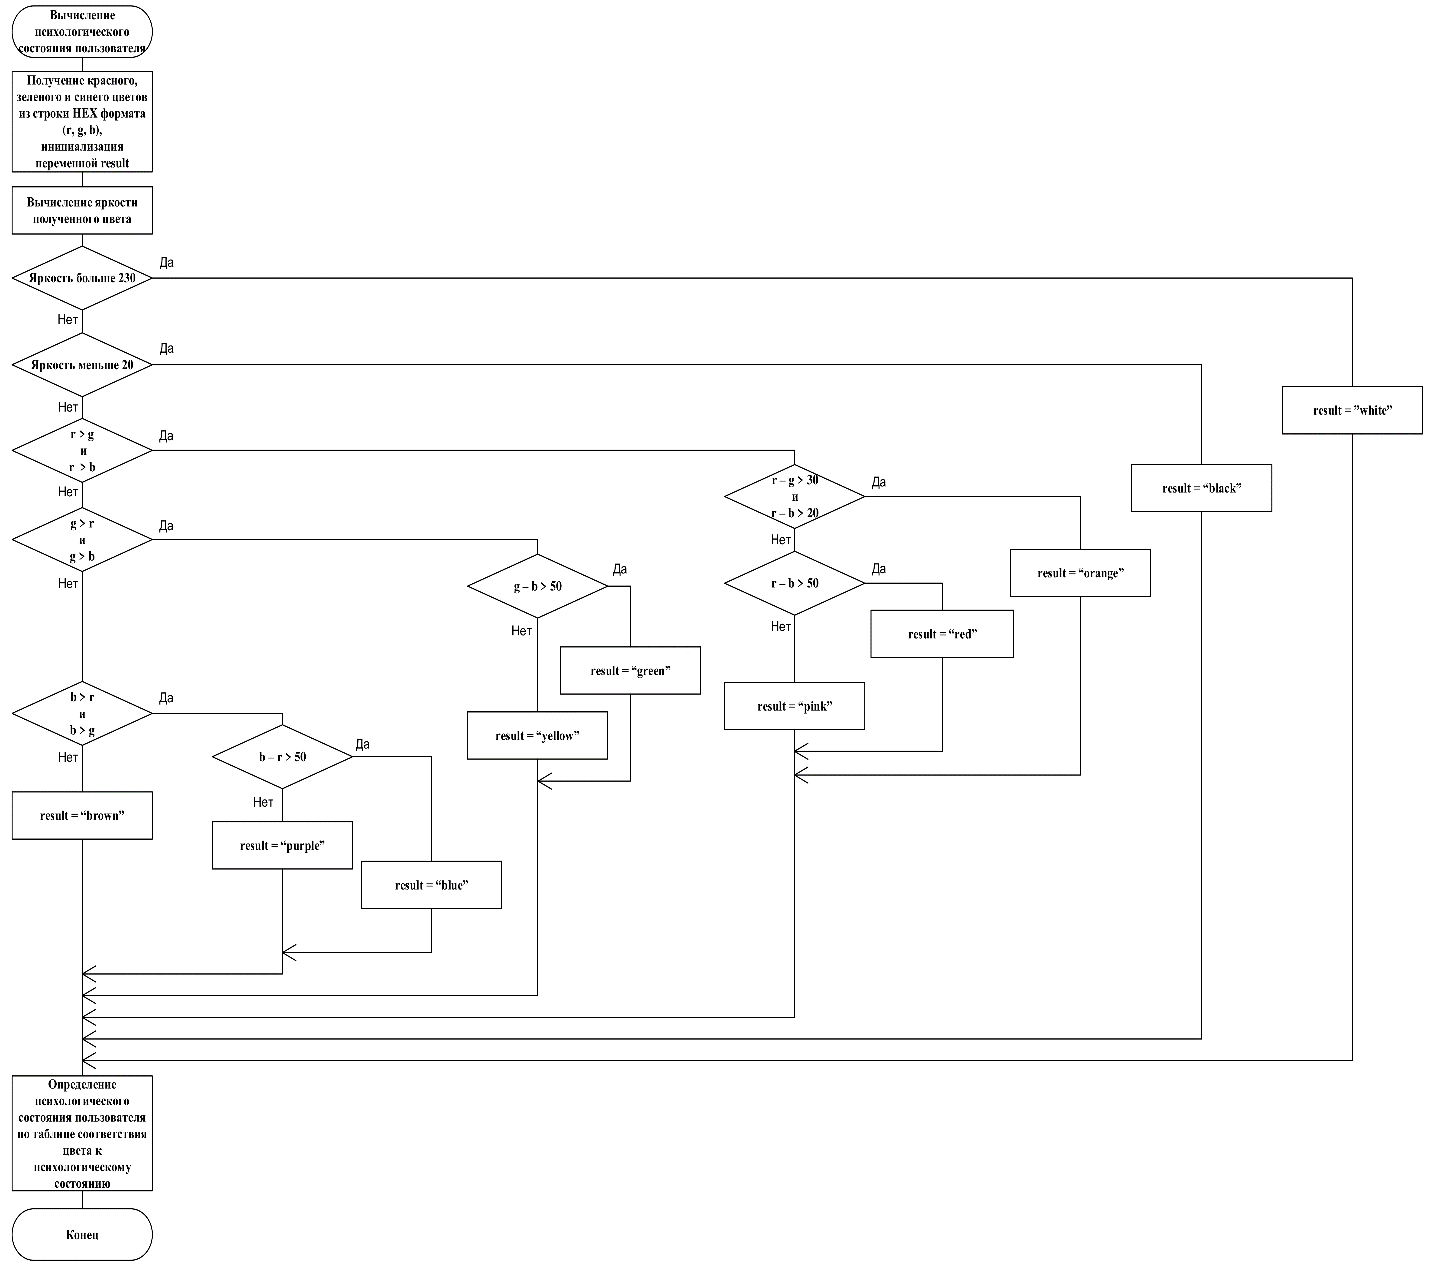 Вычисление
психологического
состояния пользователя
Получение красного,
зеленого и синего цветов
из строки HEX формата
(r, g, b),
инициализация
переменной result
Вычисление яркости
полученного цвета
Яркость больше 230
Да
Нет
Яркость меньше 20
Да
Нет
result = ”white”
r > g
и
r > b
Да
Нет
result = “black”
r – g > 30
и
r – b > 20
Да
Нет
result = “orange”
r – b > 50
Да
Нет
result = “red”
result = “pink”
g > r
и
g > b
Да
Нет
g – b > 50
Да
Нет
result = “green”
result = “yellow”
b > r
и
b > g
Да
Нет
b – r > 50
Да
Нет
result = “purple”
result = “blue”
result = “brown”
Определение
психологического
состояния пользователя
по таблице соответствия
цвета к
психологическому
состоянию
Конец